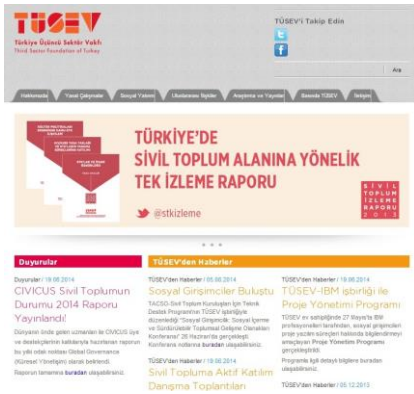 TÜSEV
Türkiye Üçüncü Sektör Vakfı
Third Sector Foundation of Turkey
TÜSEV'i Takip Edin
Ara
Hakkımızda
Yasal Çalışmalar
Sosyal Yatırım
Uluslararası İlişkiler
Araştırma ve Yayınlar
Basında TÜSEV
İletişim
TÜRKİYE'DE
SİVİL TOPLUM ALANINA YÖNELİK
TEK İZLEME RAPORU
@stkizleme
SİVİL
TOPLUM
İZLEME
RAPORU
2013
Duyurular
Duyurular / 19.06.2014
CIVICUS Sivil Toplumun
Durumu 2014 Raporu
Yayınlandı!
Dünyanın önde gelen uzmanları ile CIVICUS üye
ve destekçilerinin katkılarıyla hazırlanan raporun
bu yılki odak noktası Global Governance
(Küresel Yönetişim) olarak belirlendi.
Raporun tamamına buradan ulaşabilirsiniz.
TÜSEV'den Haberler
TÜSEV'den Haberler / 05.08.2014
Sosyal Girişimciler Buluştu
TACSO-Sivil Toplum Kuruluşları İçin Teknik
Destek Programı'nın TÜSEV işbirliğiyle
düzenlediği "Sosyal Girişimcilik: Sosyal İçerme
ve Sürdürülebilir Toplumsal Gelişme Olanakları
Konferansı" 26 Haziran'da gerçekleşti.
Konferans notlarına buradan ulaşabilirsiniz.
TÜSEV'den Haberler / 19.06.2014
Sivil Topluma Aktif Katılım
Danışma Toplantıları
TÜSEV'den Haberler / 18.06.2014
TÜSEV-IBM işbirliği ile
Proje Yönetimi Programı
TÜSEV ev sahipliğinde 27 Mayıs'ta IBM
profesyonelleri tarafından, sosyal girişimcileri
proje yazım süreçleri hakkında bilgilendirmeyi
amaçlayan Proje Yönetimi Programı
gerçekleştirildi.
Programla ilgili detaylı bilgilere buradan
ulaşabilirsiniz.
TÜSEV'den Haberler / 05.12.2013